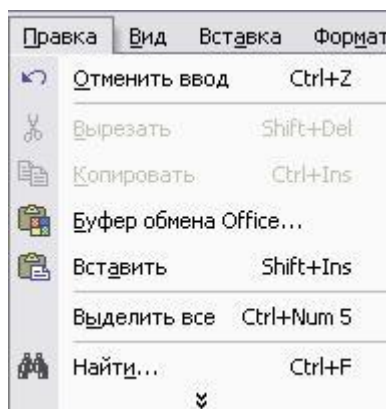 Правка Вид Вставка Формат
Отменить ввод Ctrl+Z
Вырезать Shift+Del
Копировать Ctrl+Ins
Буфер обмена Office...
Вставить Shift+Ins
Выделить все Ctrl+Num 5
Найти... Ctrl+F